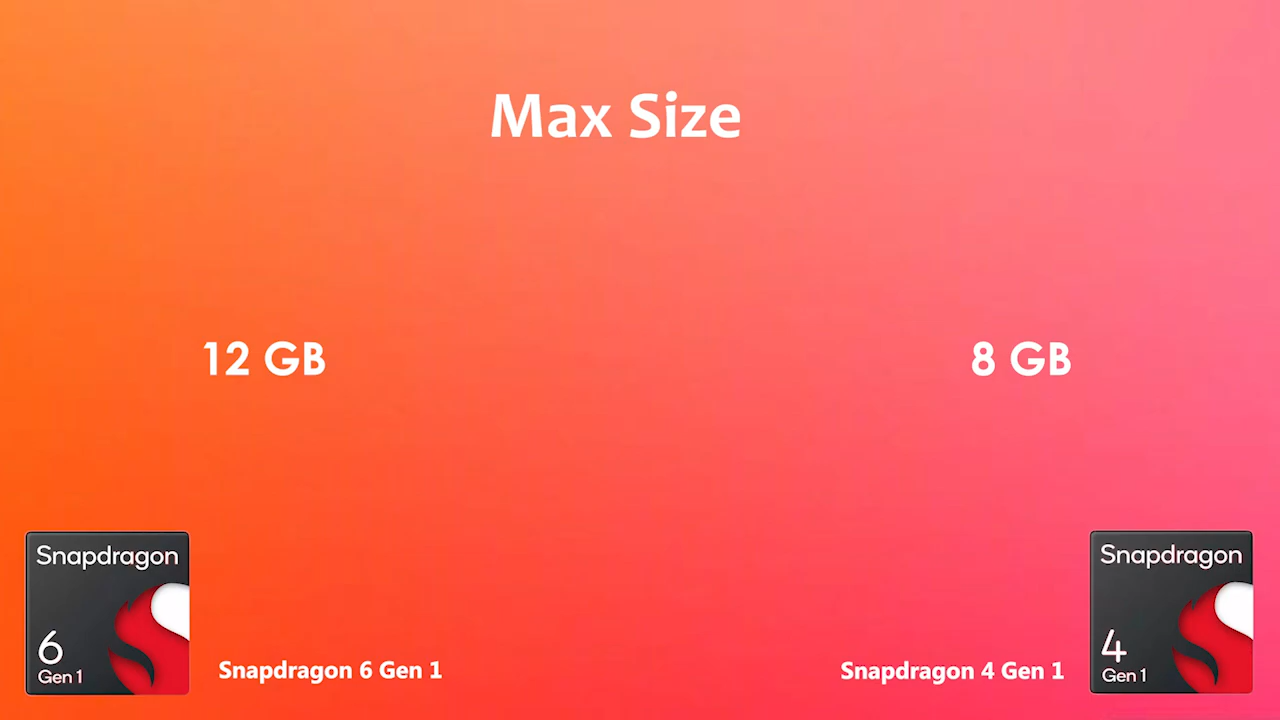 Max Size
12 GB
8 GB
Snapdragon
6
Gen 1
Snapdragon 6 Gen 1
Snapdragon 4 Gen 1
Snapdragon
4
Gen 1